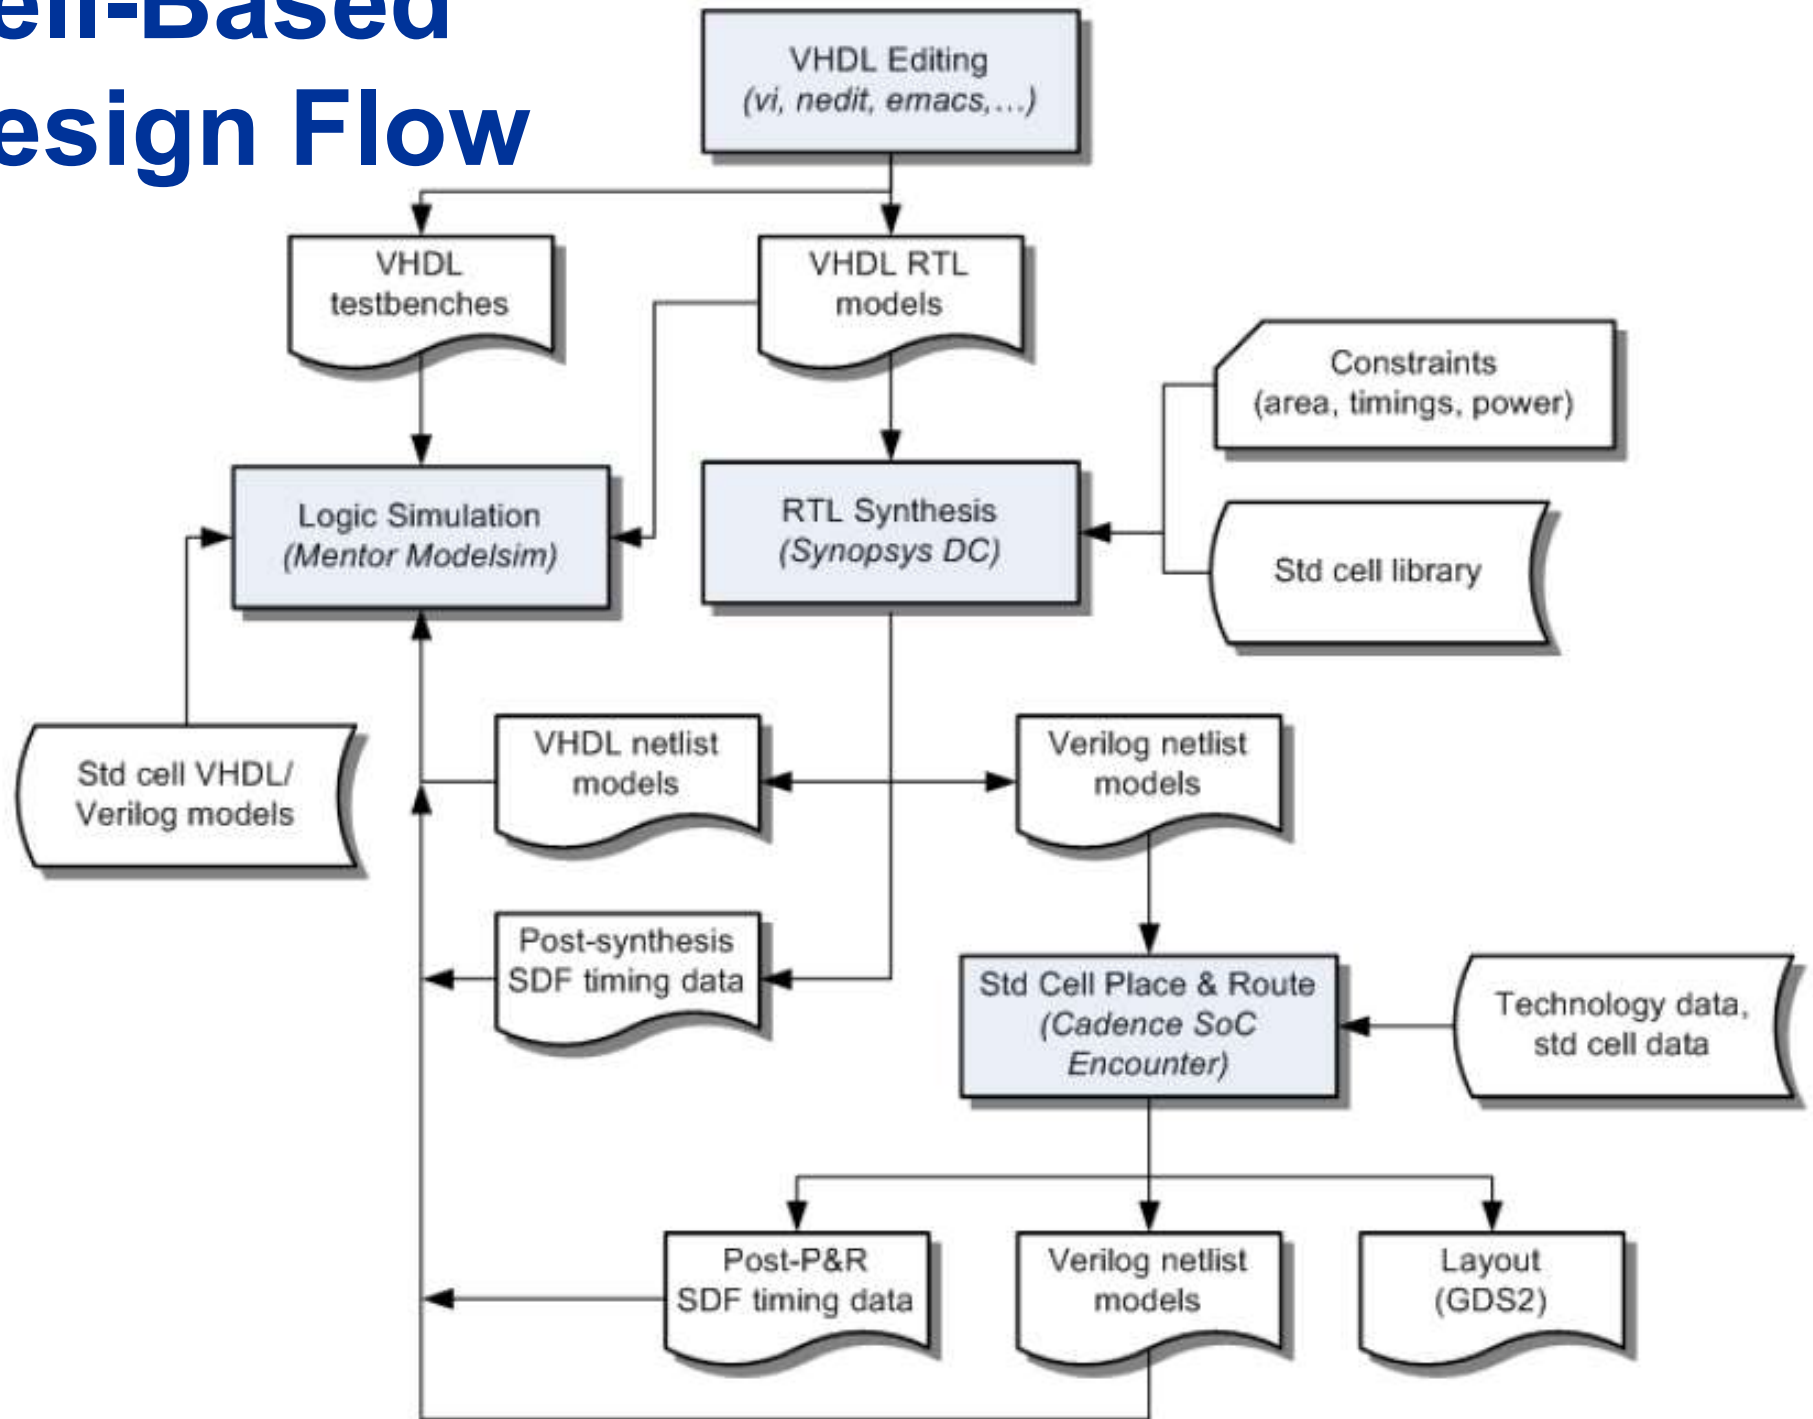 ell-Based
esign Flow
VHDL Editing
(vi, nedit, emacs,...)
VHDL
testbenches
VHDL RTL
models
Constraints
(area, timings, power)
Logic Simulation
(Mentor Modelsim)
RTL Synthesis
(Synopsys DC)
Std cell library
Std cell VHDL/
Verilog models
VHDL netlist
models
Verilog netlist
models
Post-synthesis
SDF timing data
Std Cell Place & Route
(Cadence SoC
Encounter)
Technology data,
std cell data
Post-P&R
SDF timing data
Verilog netlist
models
Layout
(GDS2)